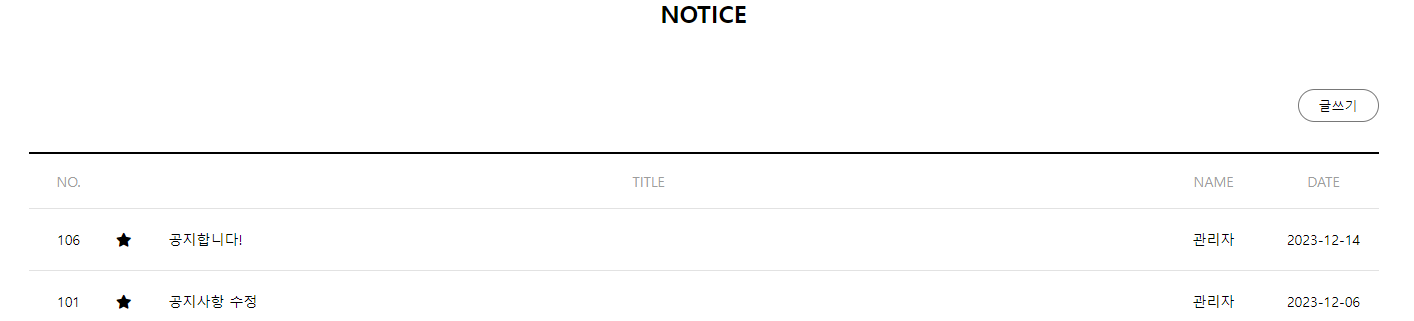 NOTICE
글쓰기
NO. TITLE NAME DATE
106 공지합니다! 관리자 2023-12-14
101 공지사항 수정 관리자 2023-12-06